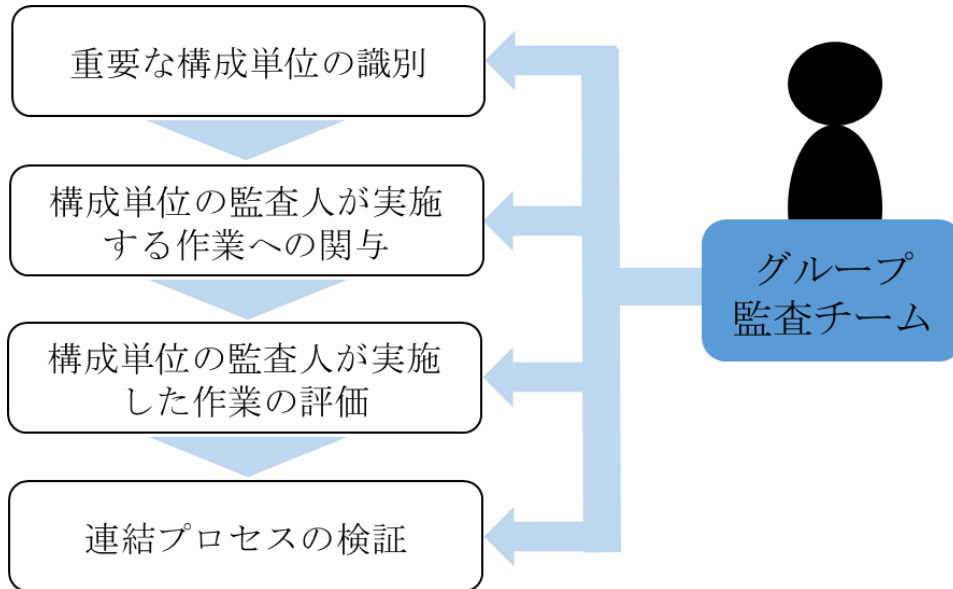 重要な構成単位の識別
構成単位の監査人が実施
する作業への関与
構成単位の監査人が実施
した作業の評価
連結プロセスの検証
グループ
監査チーム